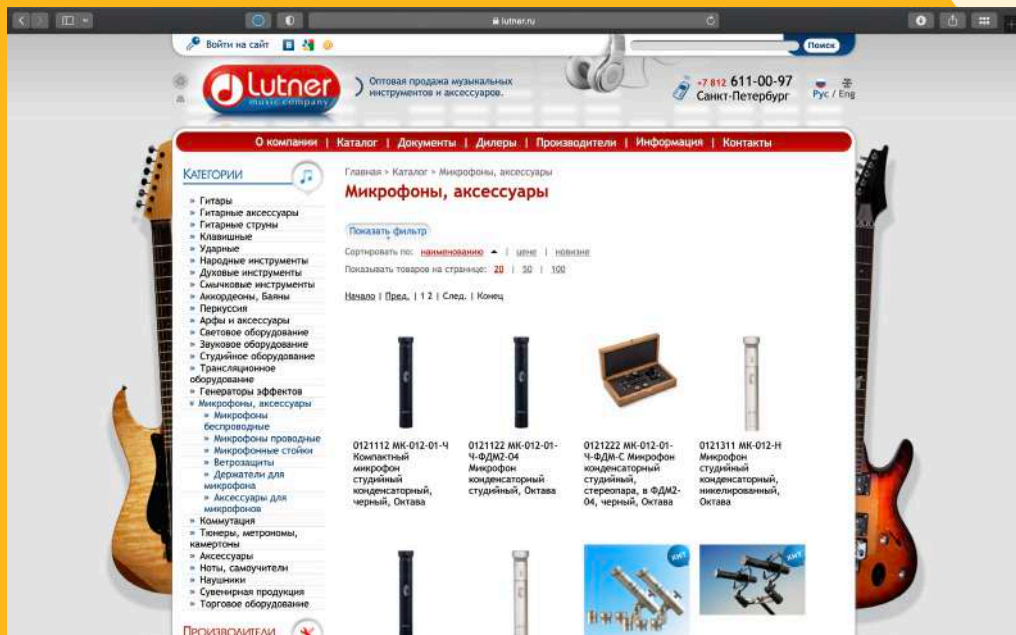 lutner.ru
Войти на сайт
Поиск
Lutner
music company
Оптовая продажа музыкальных
инструментов и аксессуаров.
+7 812 611-00-97
Санкт-Петербург
Рус / Eng
О компании | Каталог | Документы | Дилеры | Производители | Информация | Контакты
КАТЕГОРИИ
» Гитары
» Гитарные аксессуары
» Гитарные струны
» Клавишные
» Ударные
» Народные инструменты
» Духовые инструменты
» Смычковые инструменты
» Аккордеоны, Баяны
» Перкуссия
» Арфы и аксессуары
» Световое оборудование
» Звуковое оборудование
» Студийное оборудование
» Трансляционное
оборудование
» Генераторы эффектов
» Микрофоны, аксессуары
» Микрофоны
беспроводные
» Микрофоны проводные
» Микрофонные стойки
» Ветрозащиты
» Держатели для
микрофона
» Аксессуары для
микрофонов
» Коммутация
» Тюнеры, метрономы,
камертоны
» Аксессуары
» Ноты, самоучители
» Наушники
» Сувенирная продукция
» Торговое оборудование
ПРОИЗВОДИТЕЛИ
Главная > Каталог > Микрофоны, аксессуары
Микрофоны, аксессуары
Показать фильтр
Сортировать по: наименованию | цене | новизне
Показывать товаров на странице: 20 | 50 | 100
Начало | Пред. | 1 2 | След. | Конец
0121112 МК-012-01-Ч
Компактный
микрофон
студийный
конденсаторный,
черный, Октава
0121122 МК-012-01-
Ч-ФДМ2-04
Микрофон
конденсаторный
студийный, Октава
0121222 МК-012-01-
Ч-ФДМ-С Микрофон
конденсаторный
студийный,
стереопара, в ФДМ2-
04, черный, Октава
0121311 МК-012-Н
Микрофон
студийный
конденсаторный,
никелированный,
Октава
ХИТ
ХИТ